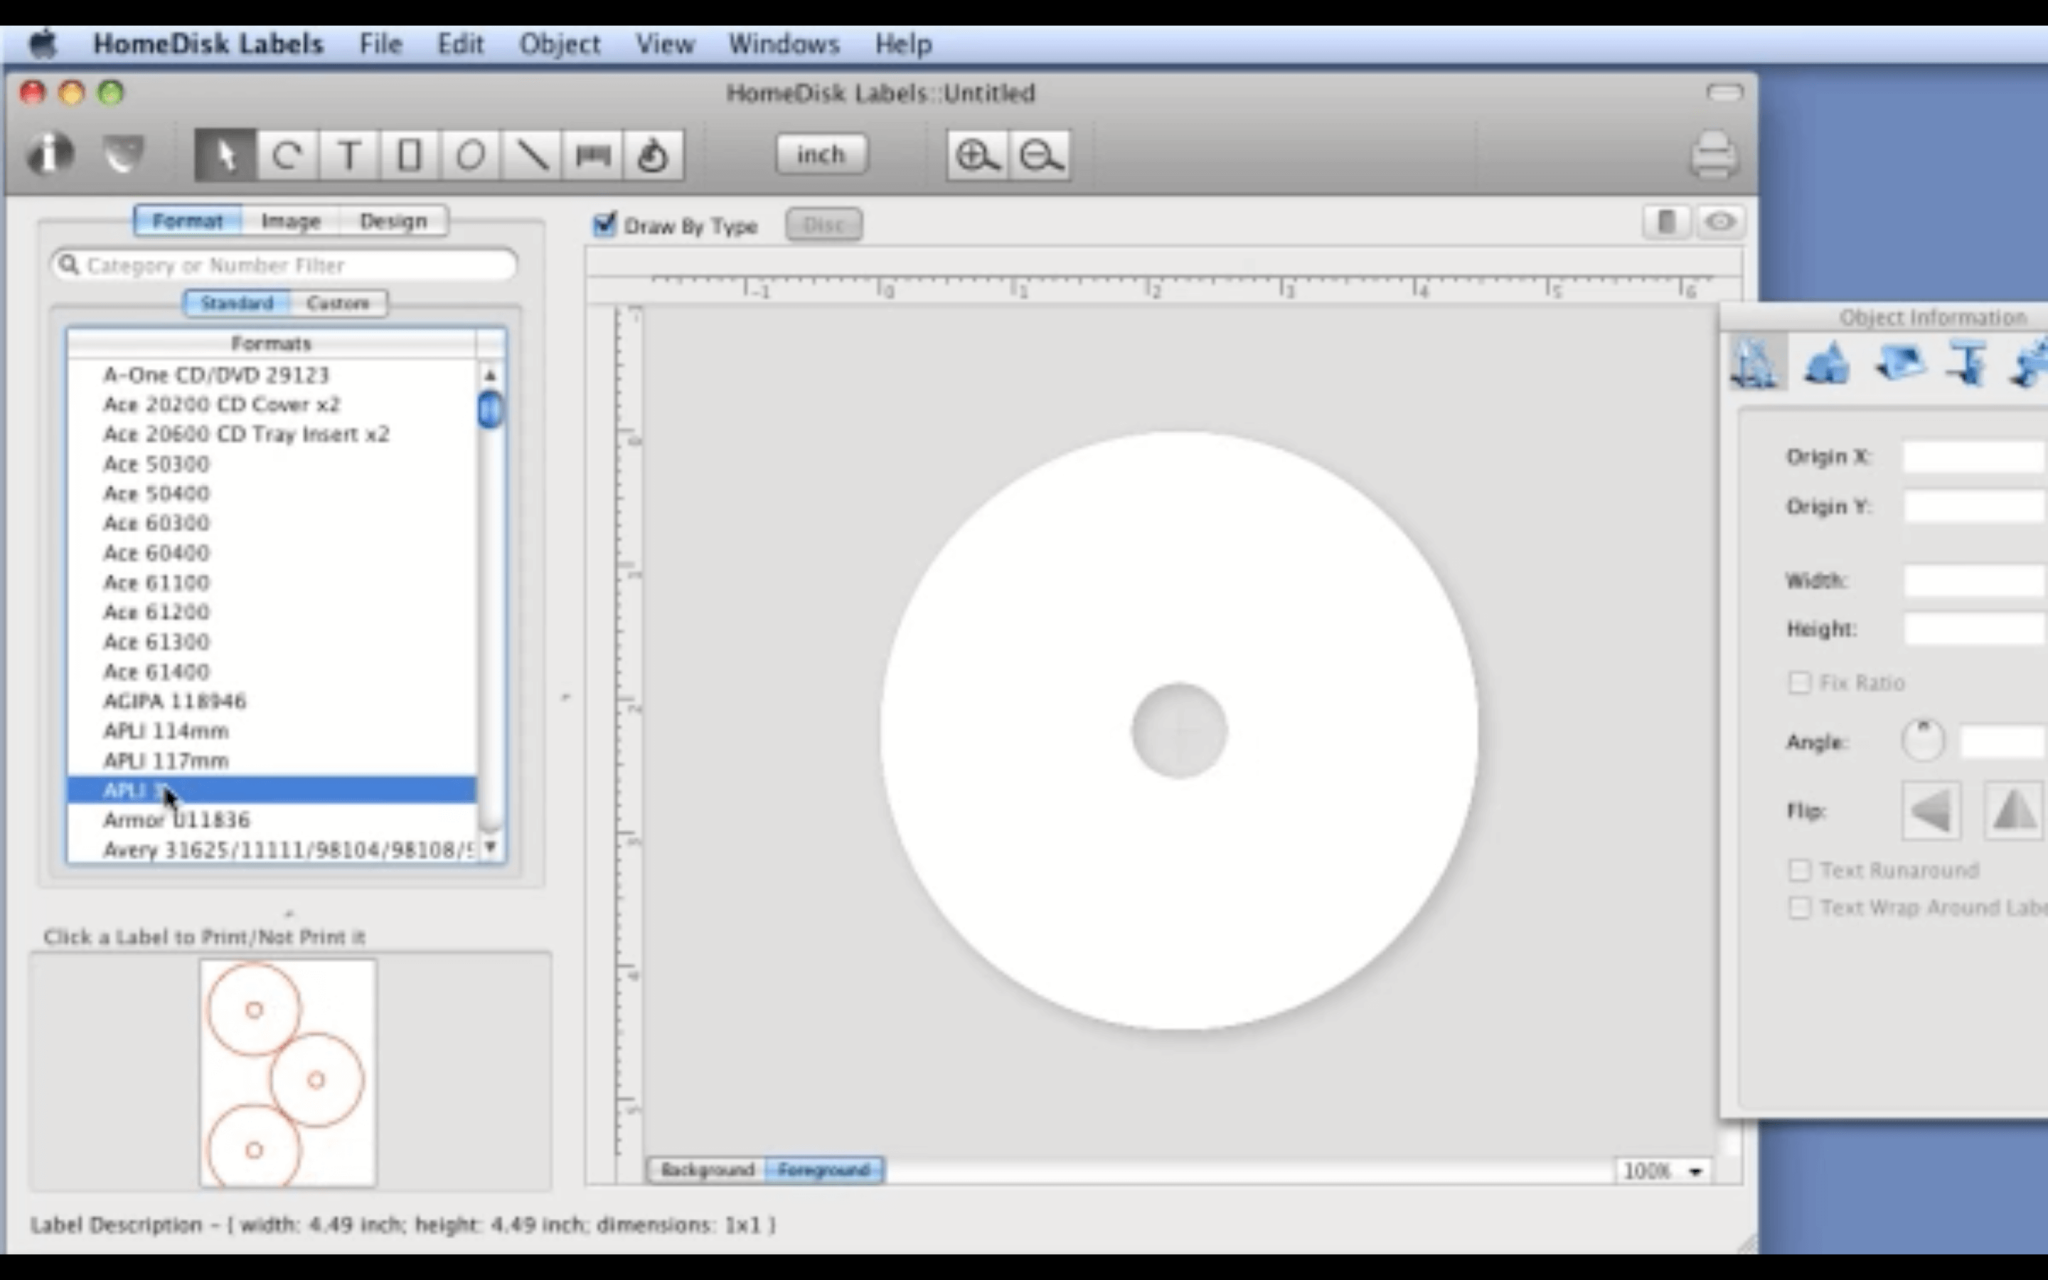 HomeDisk Labels File Edit Object View Windows Help
HomeDisk Labels::Untitled
inch
Format Image Design
Draw By Type Disc
Category or Number Filter
Standard Custom
-1 0 1 2 3 4 5 6
Formats
A-One CD/DVD 29123
Ace 20200 CD Cover x2
Ace 20600 CD Tray Insert x2
Ace 50300
Ace 50400
Ace 60300
Ace 60400
Ace 61100
Ace 61200
Ace 61300
Ace 61400
AGIPA 118946
APLI 114mm
APLI 117mm
APLI
Armor 011836
Avery 31625/11111/98104/98108/
Object Information
Origin X:
Origin Y:
Width:
Height:
Fix Ratio
Angle:
Flip:
Text Runaround
Text Wrap Around
Click a Label to Print/Not Print it
Background Foreground
100%
Label Description - ( width: 4.49 inch; height: 4.49 inch; dimensions: 1x1 )